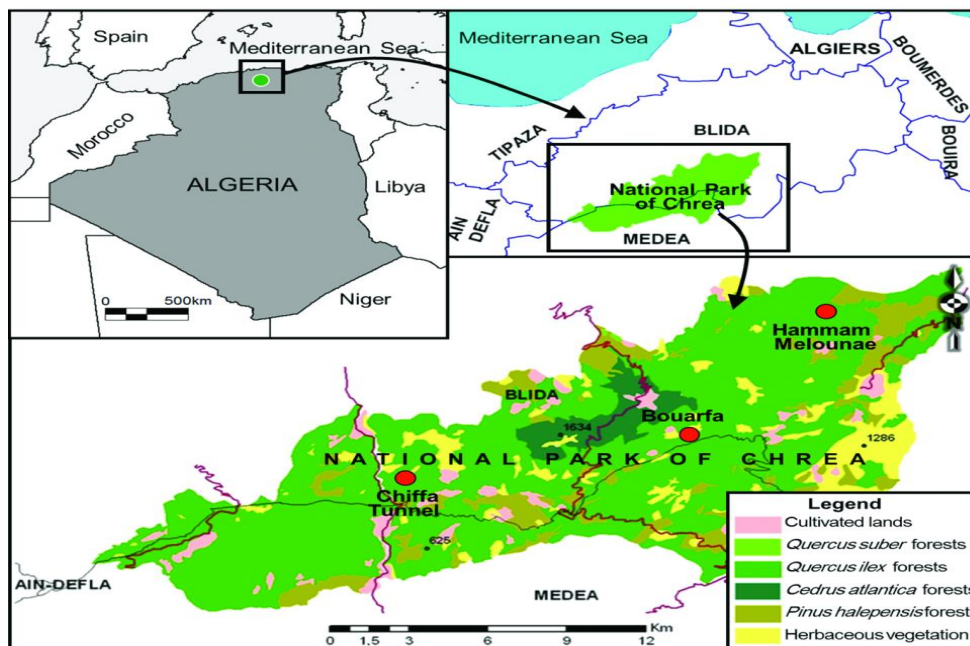 Spain
Mediterranean Sea
Morocco
ALGERIA
Libya
0 500km
Niger
Mediterranean Sea
ALGIERS
BOUMERDES
TIPAZA
BLIDA
BOUIRA
National Park
of Chrea
AIN
DEFLA
MEDEA
N
Hammam
Melounae
BLIDA
1634
Bouarfa
1286
NATIONAL PARK OF CHREA
Chiffa
Tunnel
625
AIN-DEFLA
MEDEA
Km
0 1,5 3 6 9 12
Legend
Cultivated lands
Quercus suber forests
Quercus ilex forests
Cedrus atlantica forests
Pinus halepensis forests
Herbaceous vegetation